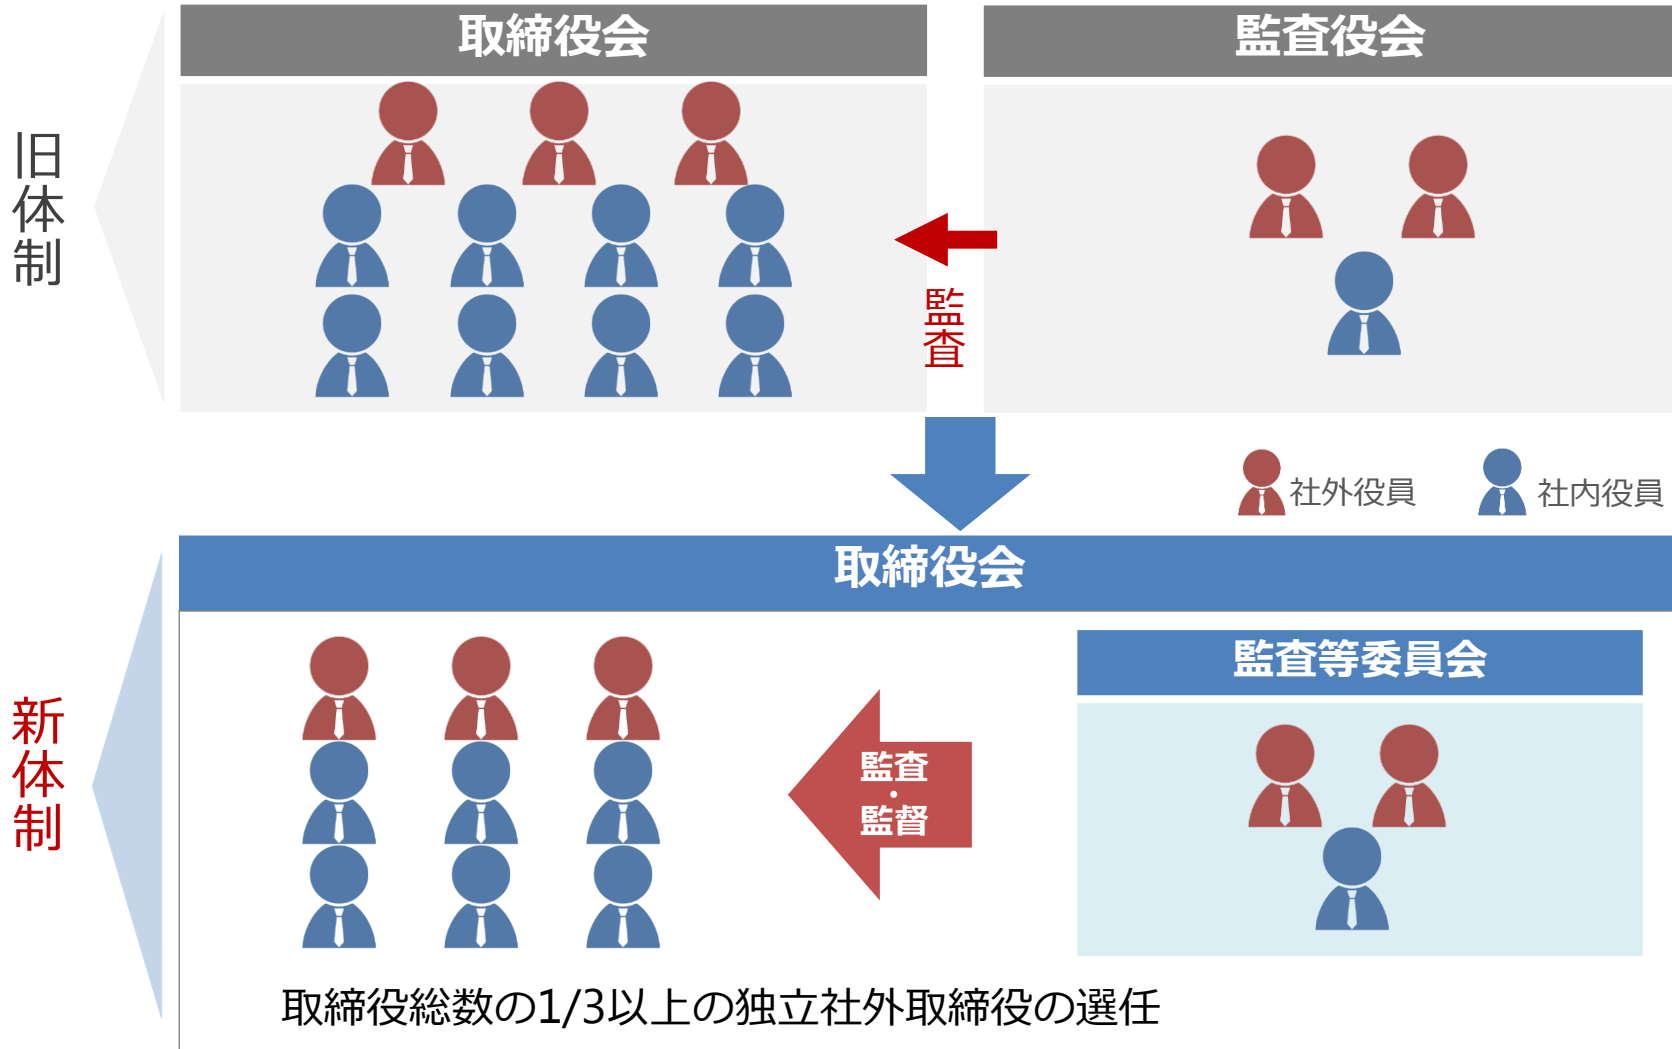 取締役会
監査役会
旧体制
監査
社外役員
社内役員
取締役会
新体制
監査等委員会
監査
・
監督
取締役総数の1/3以上の独立社外取締役の選任